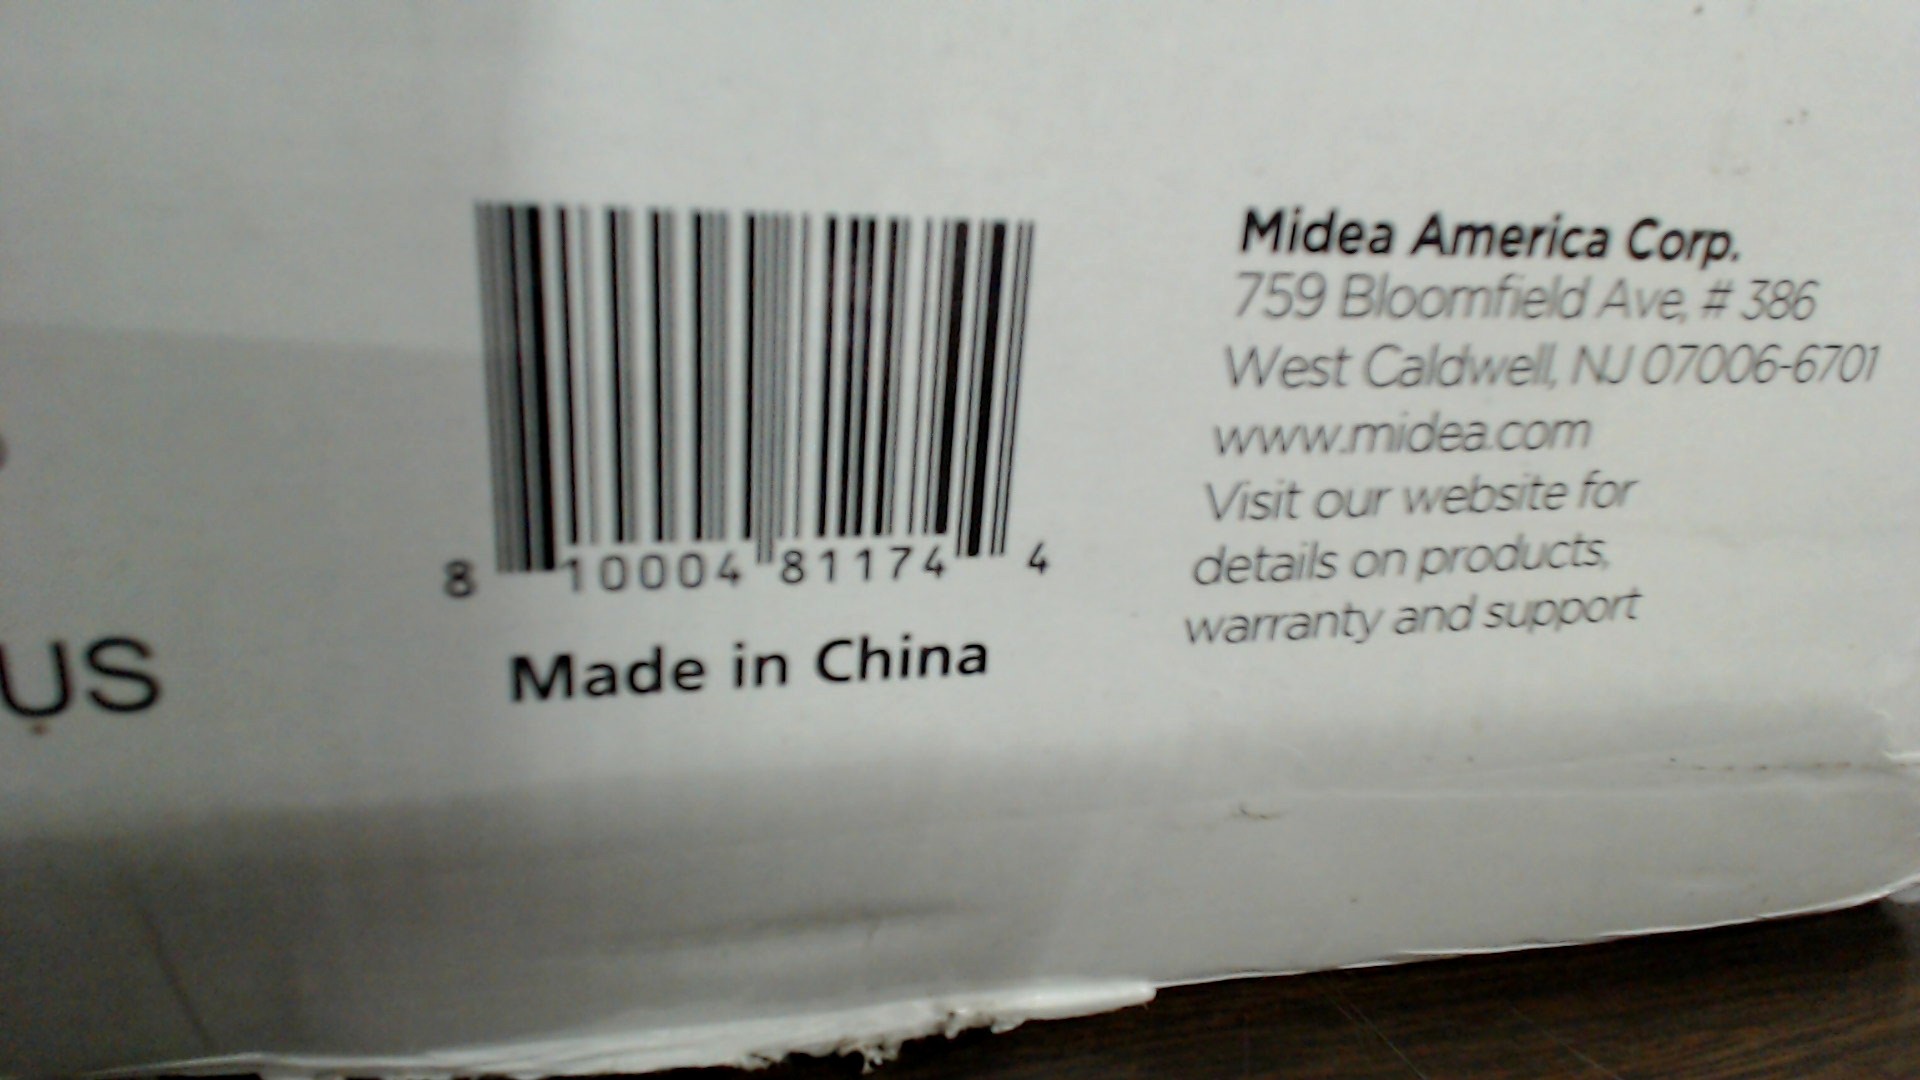 Midea America Corp.
759 Bloomfield Ave, # 386
West Caldwell, NJ 07006-6701
www.midea.com
Visit our website for
details on products,
warranty and support
8 10004 81174 4
Made in China
US